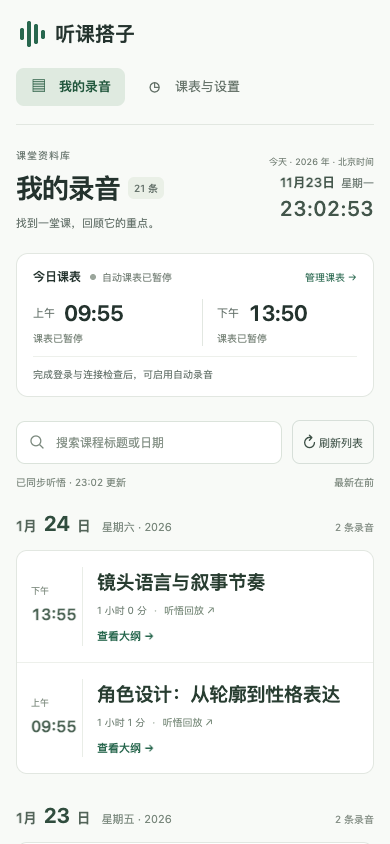 听课搭子
我的录音
课表与设置
课堂资料库
我的录音 21 条
找到一堂课，回顾它的重点。
今天 · 2026 年 · 北京时间
11月23日 星期一
23:02:53
今日课表 自动课表已暂停 管理课表 →
上午 09:55
课表已暂停
下午 13:50
课表已暂停
完成登录与连接检查后，可启用自动录音
搜索课程标题或日期
刷新列表
已同步听悟 · 23:02 更新 最新在前
1月 24 日 星期六 · 2026 2 条录音
下午
13:55
镜头语言与叙事节奏
1 小时 0 分 · 听悟回放 ↗
查看大纲 →
上午
09:55
角色设计：从轮廓到性格表达
1 小时 1 分 · 听悟回放 ↗
查看大纲 →
1月 23 日 星期五 · 2026 2 条录音